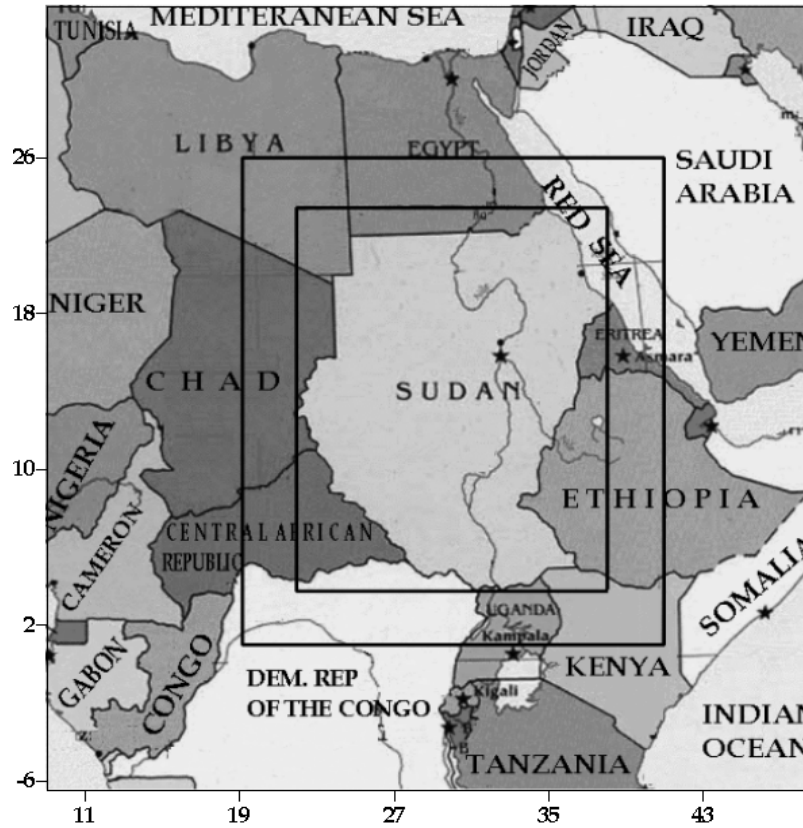 MEDITERANEAN SEA
TUNISIA
JORDAN
IRAQ
LIBYA
EGYPT
26
SAUDI
ARABIA
RED SEA
NIGER
18
ERITREA
Asmara
YEMEN
CHAD
SUDAN
NIGERIA
10
ETHIOPIA
CENTRAL AFRICAN
REPUBLIC
CAMERON
SOMALIA
UGANDA
2
Kampala
GABON
CONGO
KENYA
DEM. REP
OF THE CONGO
Kigali
INDIAN
OCEAN
TANZANIA
-6
11
19
27
35
43